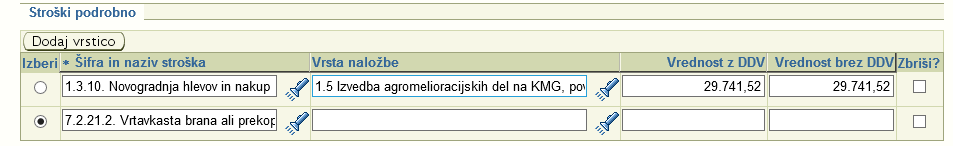 Stroški podrobno
Dodaj vrstico
Izberi * Šifra in naziv stroška Vrsta naložbe Vrednost z DDV Vrednost brez DDV Zbriši?
1.3.10. Novogradnja hlevov in nakup 1.5 Izvedba agromelioracijskih del na KMG, pov 29.741,52 29.741,52
7.2.21.2. Vrtavkasta brana ali prekop